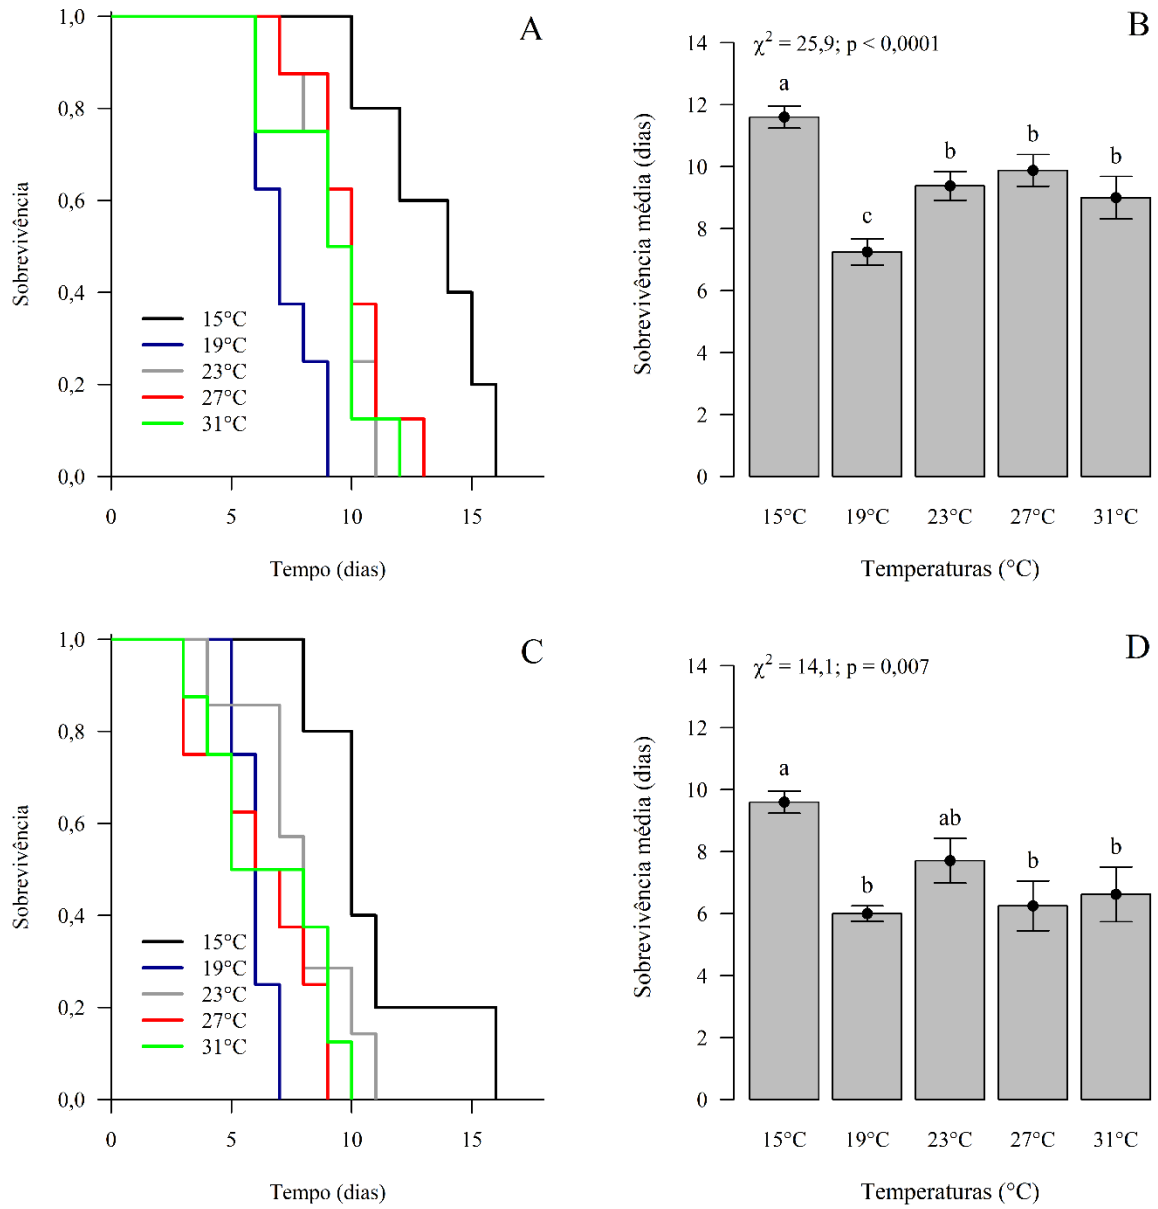 A
1,0
0,8
0,6
0,4
0,2
0,0
Sobrevivência
15°C
19°C
23°C
27°C
31°C
0 5 10 15
Tempo (dias)
B
χ² = 25,9; p < 0,0001
14
12
10
8
6
4
2
0
Sobrevivência média (dias)
a c b b b
15°C 19°C 23°C 27°C 31°C
Temperaturas (°C)
C
1,0
0,8
0,6
0,4
0,2
0,0
Sobrevivência
15°C
19°C
23°C
27°C
31°C
0 5 10 15
Tempo (dias)
D
χ² = 14,1; p = 0,007
14
12
10
8
6
4
2
0
Sobrevivência média (dias)
a b ab b b
15°C 19°C 23°C 27°C 31°C
Temperaturas (°C)